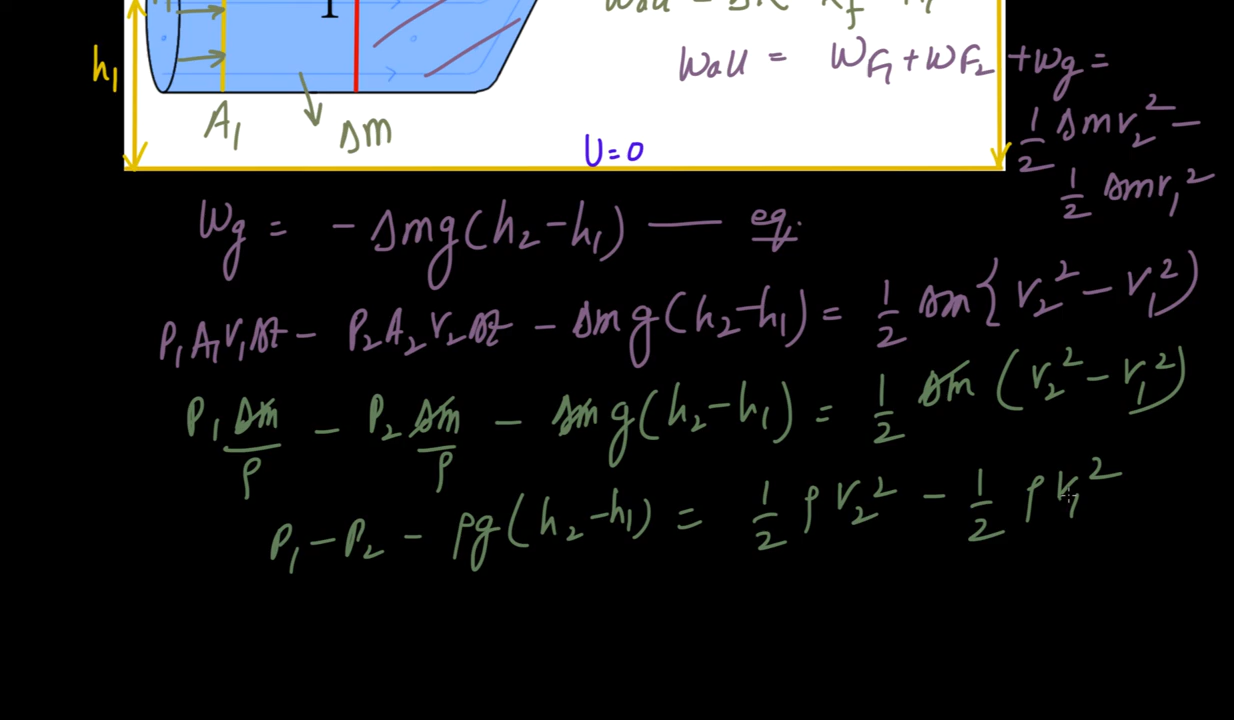 Wall = W_F1 + W_F2 + Wg =
1/2 Δm v₂² −
1/2 Δm v₁²
h₁
A₁
Δm
U=0
Wg = −Δmg(h₂−h₁) — eq.
P₁A₁v₁Δt − P₂A₂v₂Δt − Δmg(h₂−h₁) = 1/2 Δm{v₂²−v₁²)
P₁ Δm/ρ − P₂ Δm/ρ − Δmg(h₂−h₁) = 1/2 Δm (v₂²−v₁²)
P₁−P₂ − ρg(h₂−h₁) = 1/2 ρv₂² − 1/2 ρv₁²